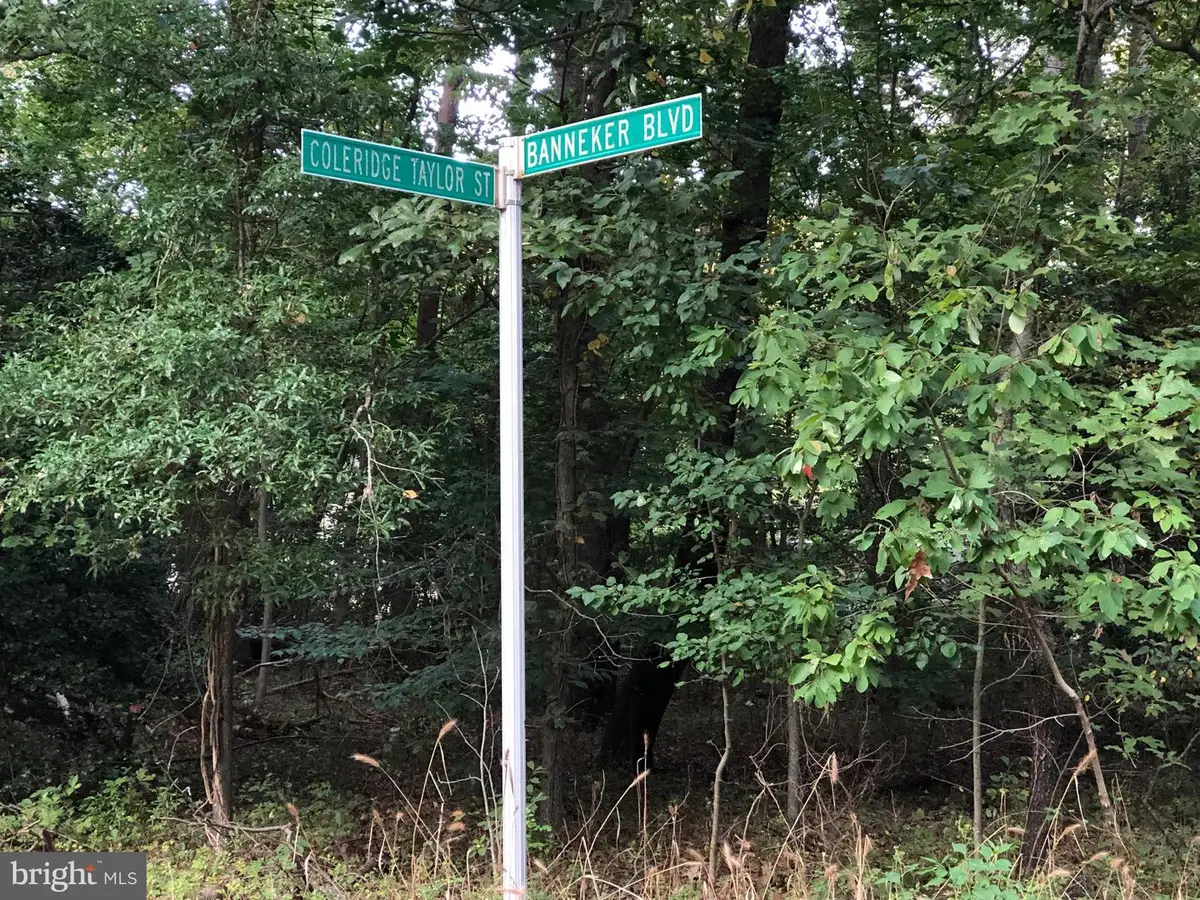 COLERIDGE TAYLOR ST
BANNEKER BLVD
bright MLS